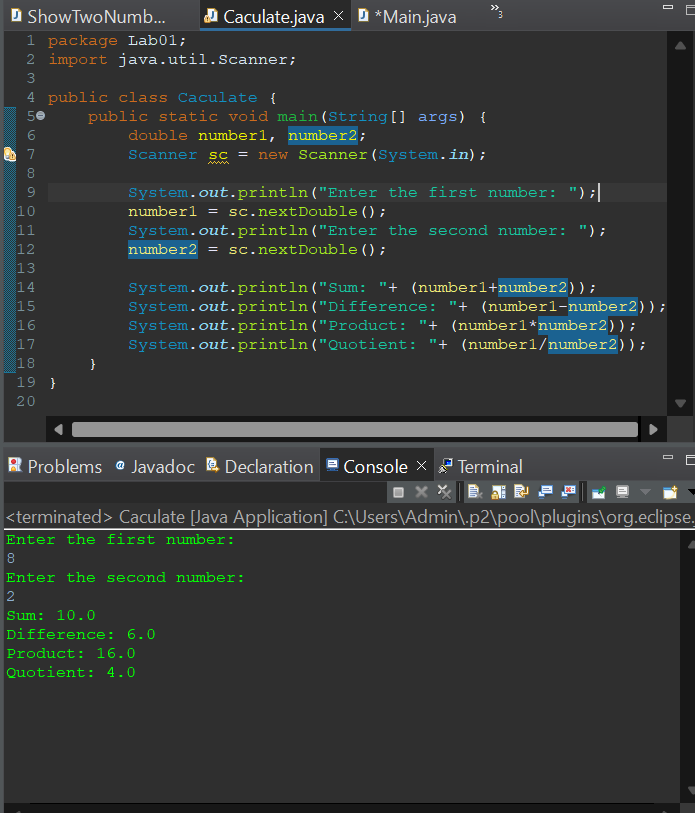 ShowTwoNumb... Caculate.java *Main.java 3
1 package Lab01;
2 import java.util.Scanner;
3
4 public class Caculate {
5 public static void main(String[] args) {
6 double number1, number2;
7 Scanner sc = new Scanner(System.in);
8
9 System.out.println("Enter the first number: ");
10 number1 = sc.nextDouble();
11 System.out.println("Enter the second number: ");
12 number2 = sc.nextDouble();
13
14 System.out.println("Sum: "+ (number1+number2));
15 System.out.println("Difference: "+ (number1-number2));
16 System.out.println("Product: "+ (number1*number2));
17 System.out.println("Quotient: "+ (number1/number2));
18 }
19 }
20
Problems Javadoc Declaration Console Terminal
<terminated> Caculate [Java Application] C:\Users\Admin\.p2\pool\plugins\org.eclipse.
Enter the first number:
8
Enter the second number:
2
Sum: 10.0
Difference: 6.0
Product: 16.0
Quotient: 4.0